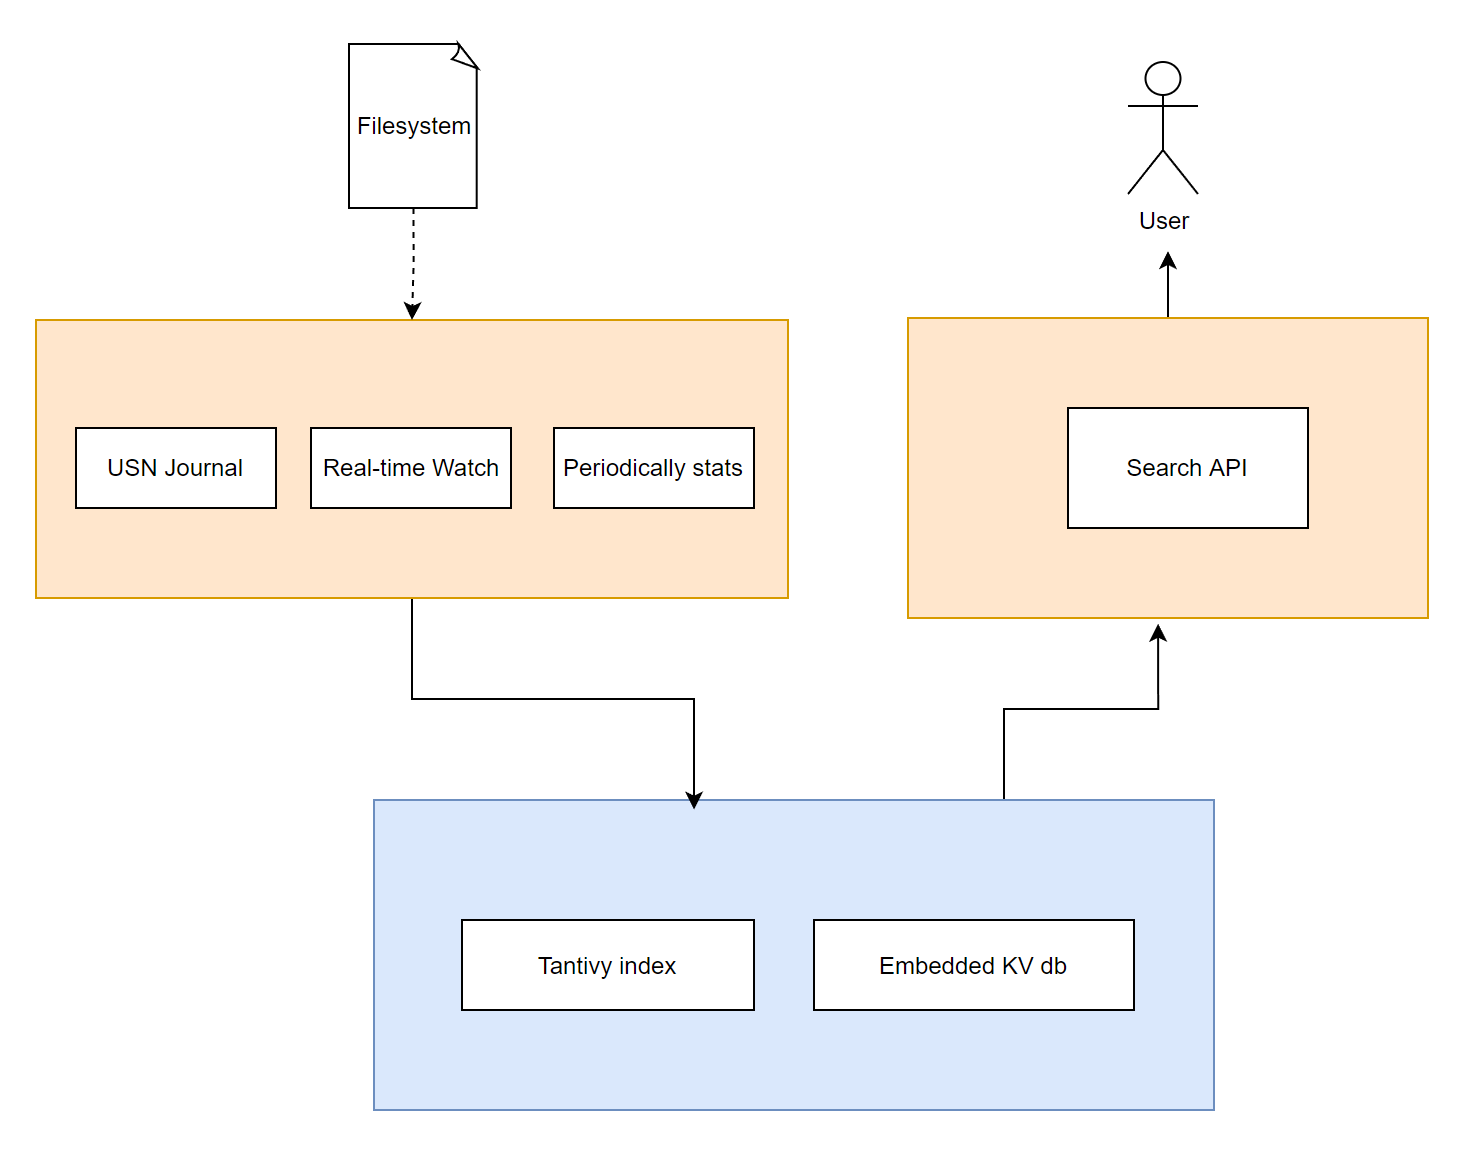 Filesystem
User
USN Journal
Real-time Watch
Periodically stats
Search API
Tantivy index
Embedded KV db